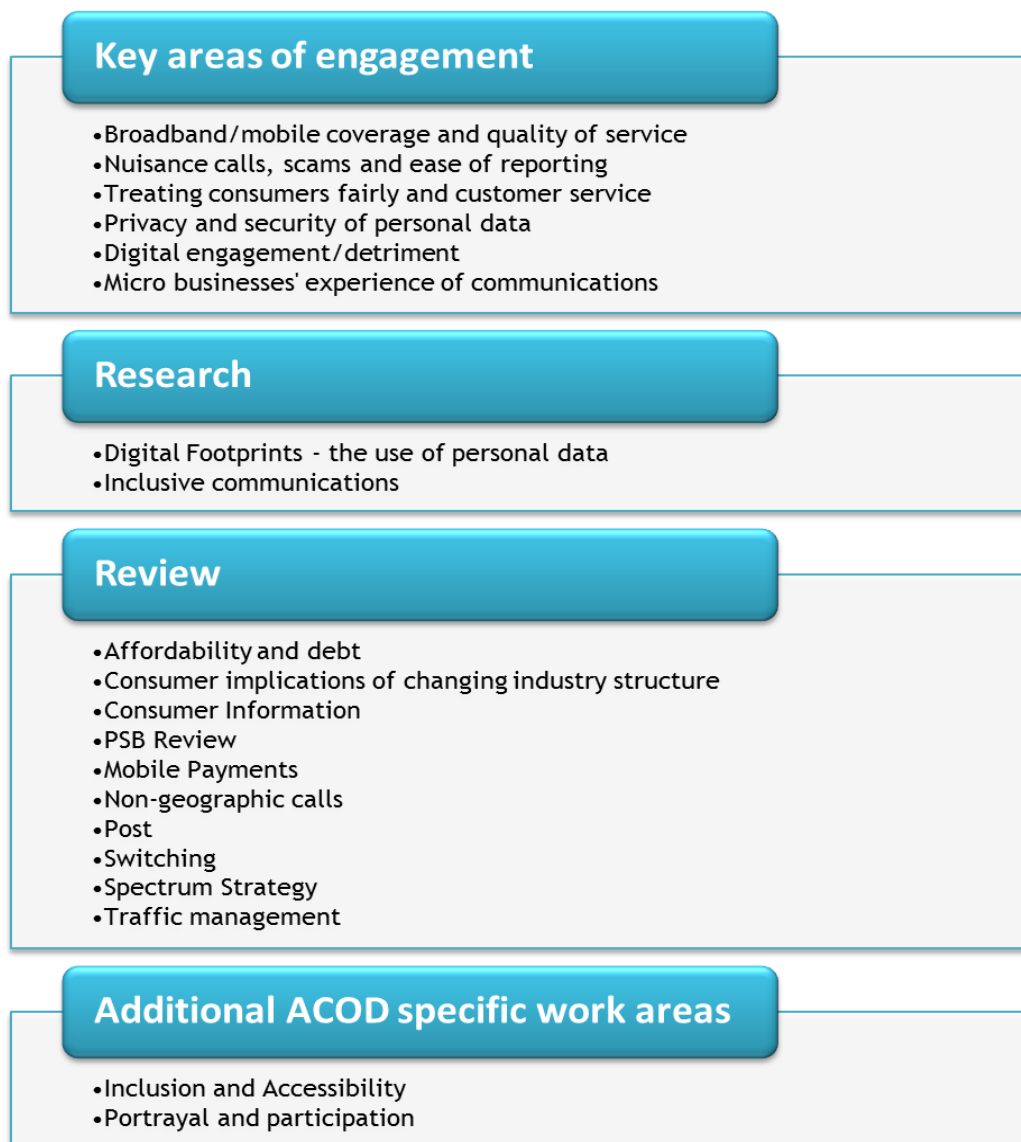 Key areas of engagement
•Broadband/mobile coverage and quality of service
•Nuisance calls, scams and ease of reporting
•Treating consumers fairly and customer service
•Privacy and security of personal data
•Digital engagement/detriment
•Micro businesses' experience of communications
Research
•Digital Footprints - the use of personal data
•Inclusive communications
Review
•Affordability and debt
•Consumer implications of changing industry structure
•Consumer Information
•PSB Review
•Mobile Payments
•Non-geographic calls
•Post
•Switching
•Spectrum Strategy
•Traffic management
Additional ACOD specific work areas
•Inclusion and Accessibility
•Portrayal and participation